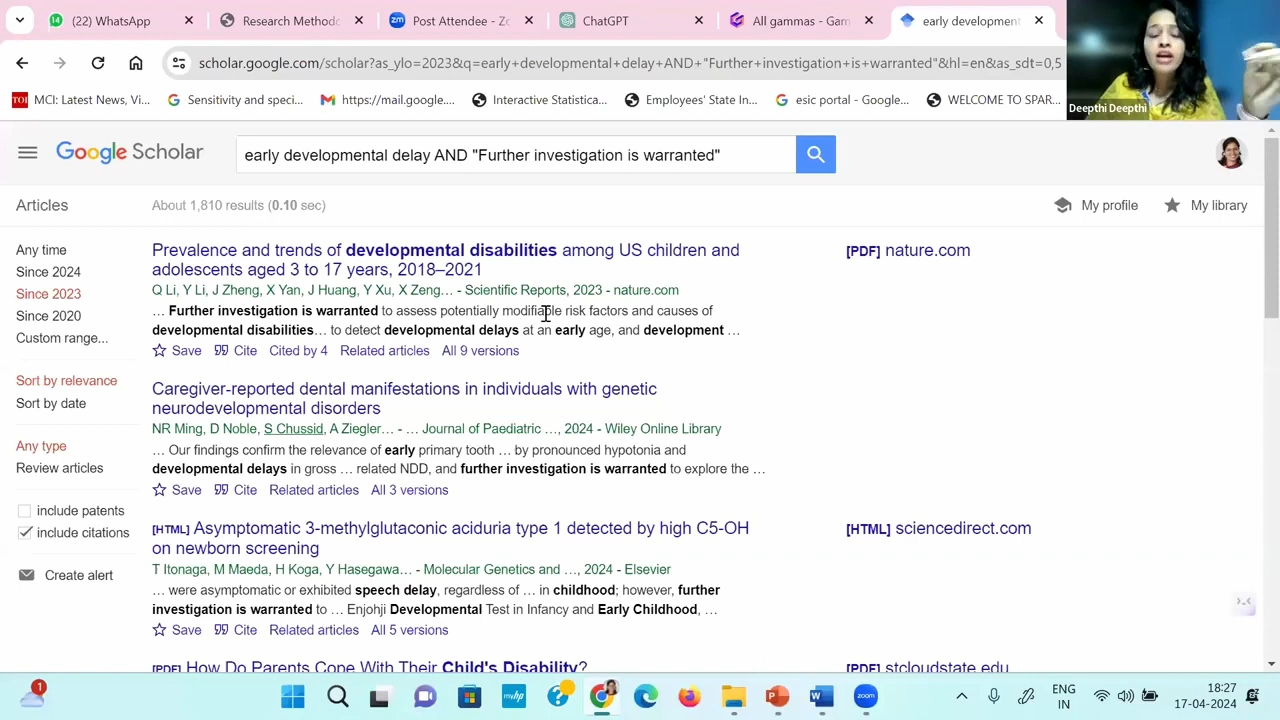 (22) WhatsApp
Research Methodo
Post Attendee - Zo
ChatGPT
All gammas - Gam
early development
scholar.google.com/scholar?as_ylo=2023&q=early+developmental+delay+AND+"Further+investigation+is+warranted"&hl=en&as_sdt=0,5
MCI: Latest News, Vi...
Sensitivity and speci...
https://mail.google....
Interactive Statistica...
Employees' State In...
esic portal - Google...
WELCOME TO SPAR...
Deepthi Deepthi
Google Scholar
early developmental delay AND "Further investigation is warranted"
Articles
About 1,810 results (0.10 sec)
My profile
My library
Any time
Since 2024
Since 2023
Since 2020
Custom range...
Sort by relevance
Sort by date
Any type
Review articles
include patents
include citations
Create alert
Prevalence and trends of developmental disabilities among US children and
adolescents aged 3 to 17 years, 2018–2021
[PDF] nature.com
Q Li, Y Li, J Zheng, X Yan, J Huang, Y Xu, X Zeng… - Scientific Reports, 2023 - nature.com
… Further investigation is warranted to assess potentially modifiable risk factors and causes of
developmental disabilities… to detect developmental delays at an early age, and development …
Save Cite Cited by 4 Related articles All 9 versions
Caregiver-reported dental manifestations in individuals with genetic
neurodevelopmental disorders
NR Ming, D Noble, S Chussid, A Ziegler… - … Journal of Paediatric …, 2024 - Wiley Online Library
… Our findings confirm the relevance of early primary tooth … by pronounced hypotonia and
developmental delays in gross … related NDD, and further investigation is warranted to explore the …
Save Cite Related articles All 3 versions
[HTML] Asymptomatic 3-methylglutaconic aciduria type 1 detected by high C5-OH
on newborn screening
[HTML] sciencedirect.com
T Itonaga, M Maeda, H Koga, Y Hasegawa… - Molecular Genetics and …, 2024 - Elsevier
… were asymptomatic or exhibited speech delay, regardless of … in childhood; however, further
investigation is warranted to … Enjohji Developmental Test in Infancy and Early Childhood, …
Save Cite Related articles All 5 versions
[PDF] How Do Parents Cope With Their Child's Disability?
[PDF] stcloudstate.edu
1
ENG
IN
18:27
17-04-2024